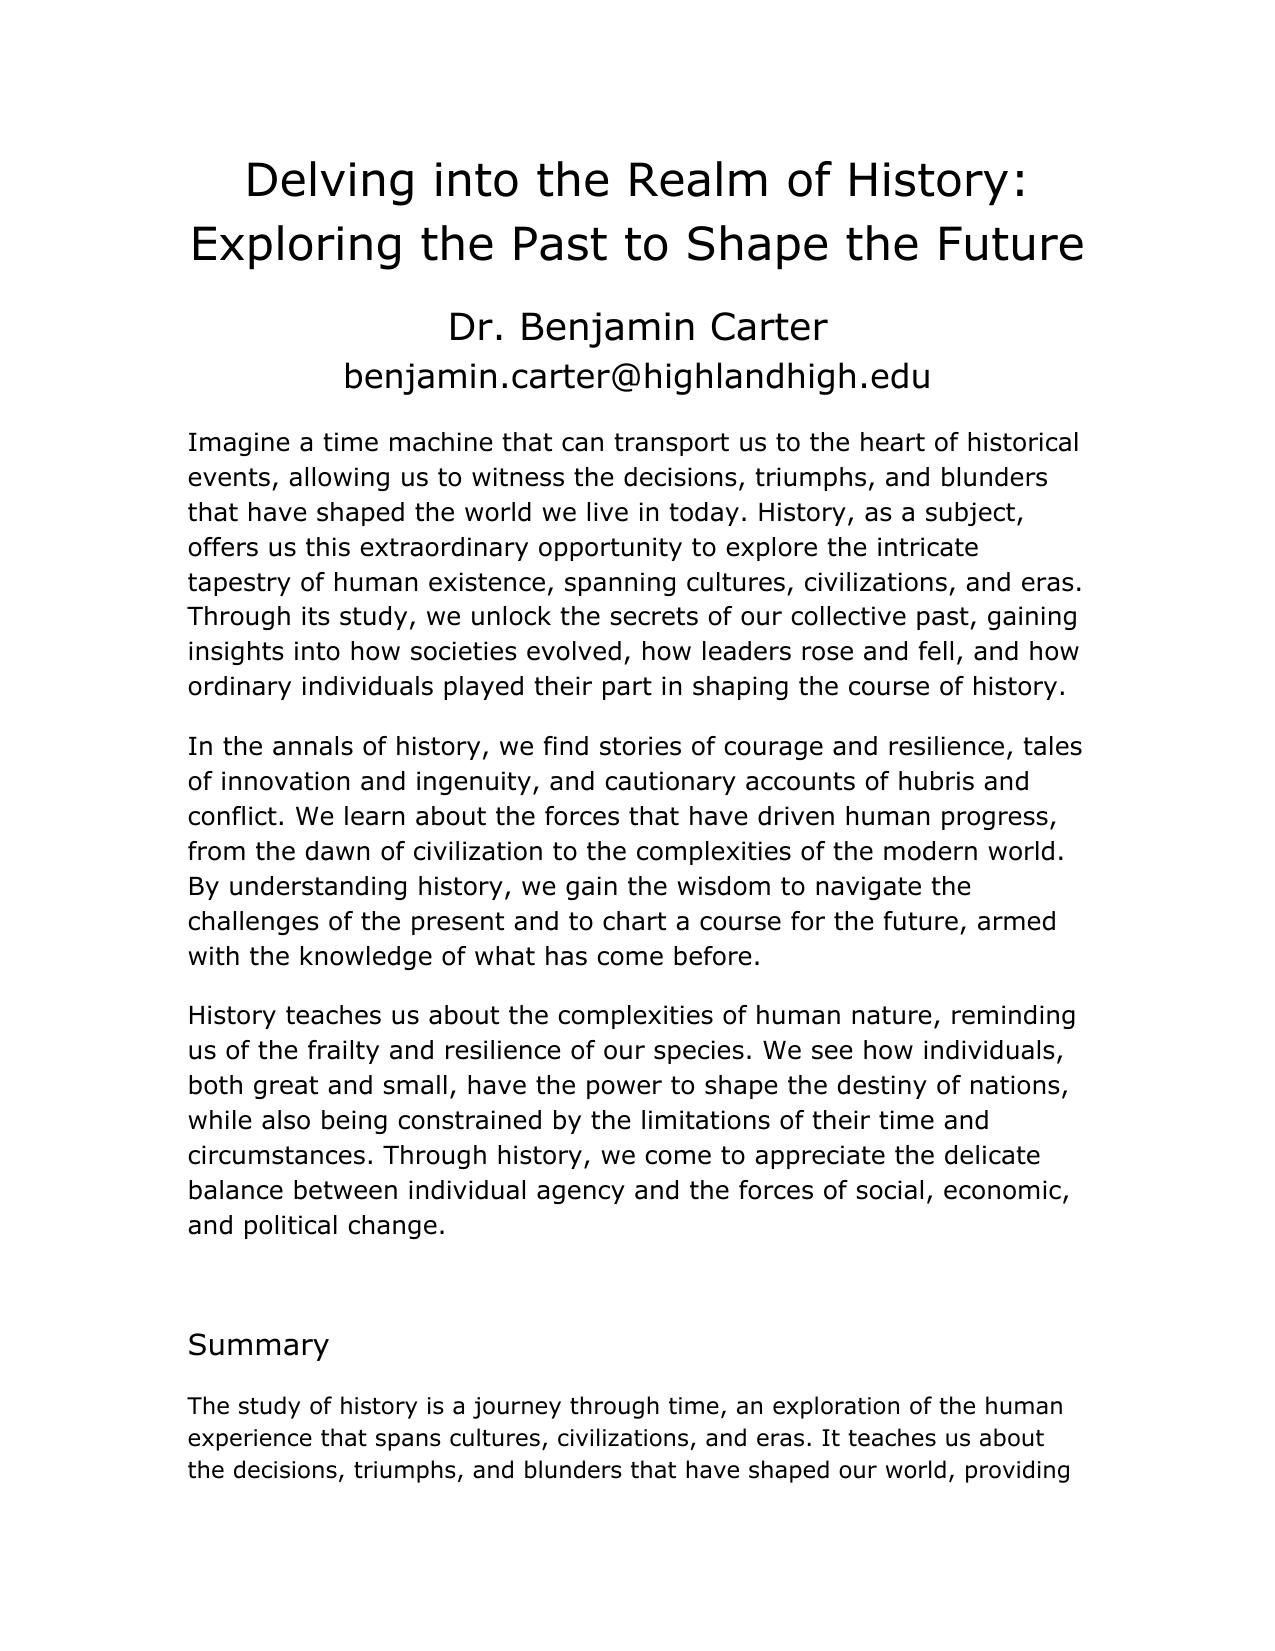 Delving into the Realm of History:
Exploring the Past to Shape the Future
Dr. Benjamin Carter
benjamin.carter@highlandhigh.edu
Imagine a time machine that can transport us to the heart of historical
events, allowing us to witness the decisions, triumphs, and blunders
that have shaped the world we live in today. History, as a subject,
offers us this extraordinary opportunity to explore the intricate
tapestry of human existence, spanning cultures, civilizations, and eras.
Through its study, we unlock the secrets of our collective past, gaining
insights into how societies evolved, how leaders rose and fell, and how
ordinary individuals played their part in shaping the course of history.
In the annals of history, we find stories of courage and resilience, tales
of innovation and ingenuity, and cautionary accounts of hubris and
conflict. We learn about the forces that have driven human progress,
from the dawn of civilization to the complexities of the modern world.
By understanding history, we gain the wisdom to navigate the
challenges of the present and to chart a course for the future, armed
with the knowledge of what has come before.
History teaches us about the complexities of human nature, reminding
us of the frailty and resilience of our species. We see how individuals,
both great and small, have the power to shape the destiny of nations,
while also being constrained by the limitations of their time and
circumstances. Through history, we come to appreciate the delicate
balance between individual agency and the forces of social, economic,
and political change.
Summary
The study of history is a journey through time, an exploration of the human
experience that spans cultures, civilizations, and eras. It teaches us about
the decisions, triumphs, and blunders that have shaped our world, providing